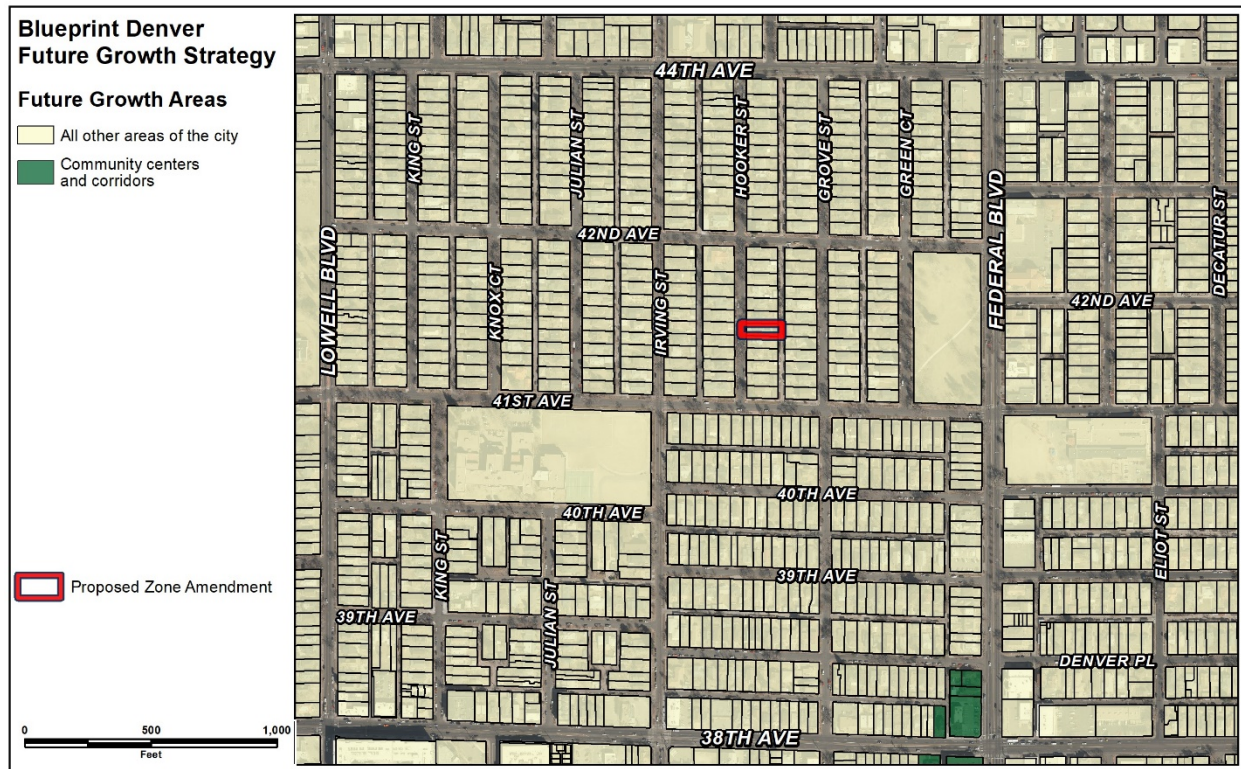 Blueprint Denver
Future Growth Strategy
Future Growth Areas
All other areas of the city
Community centers
and corridors
Proposed Zone Amendment
0 500 1,000
Feet
44TH AVE
KING ST
JULIAN ST
HOOKER ST
GROVE ST
GREEN CT
FEDERAL BLVD
DECATUR ST
42ND AVE
LOWELL BLVD
KNOX CT
IRVING ST
42ND AVE
41ST AVE
40TH AVE
40TH AVE
KING ST
JULIAN ST
39TH AVE
ELIOT ST
39TH AVE
DENVER PL
38TH AVE